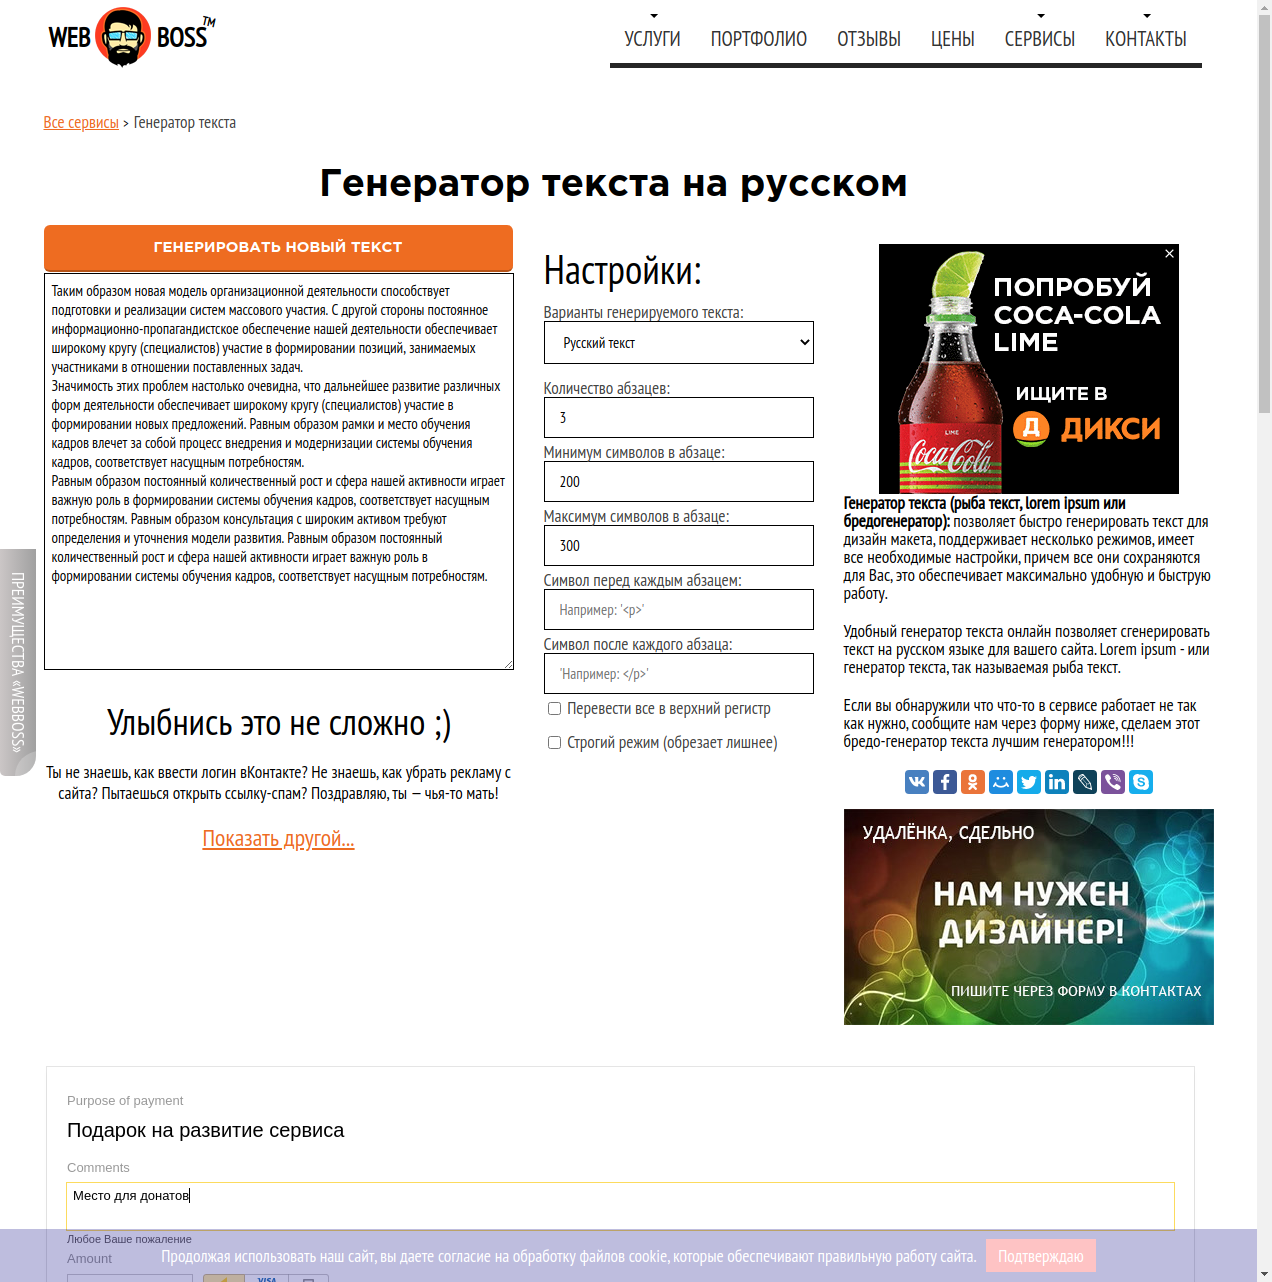 WEB BOSS™
УСЛУГИ ПОРТФОЛИО ОТЗЫВЫ ЦЕНЫ СЕРВИСЫ КОНТАКТЫ
Все сервисы > Генератор текста
Генератор текста на русском
ГЕНЕРИРОВАТЬ НОВЫЙ ТЕКСТ
Таким образом новая модель организационной деятельности способствует
подготовки и реализации систем массового участия. С другой стороны постоянное
информационно-пропагандистское обеспечение нашей деятельности обеспечивает
широкому кругу (специалистов) участие в формировании позиций, занимаемых
участниками в отношении поставленных задач.
Значимость этих проблем настолько очевидна, что дальнейшее развитие различных
форм деятельности обеспечивает широкому кругу (специалистов) участие в
формировании новых предложений. Равным образом рамки и место обучения
кадров влечет за собой процесс внедрения и модернизации системы обучения
кадров, соответствует насущным потребностям.
Равным образом постоянный количественный рост и сфера нашей активности играет
важную роль в формировании системы обучения кадров, соответствует насущным
потребностям. Равным образом консультация с широким активом требуют
определения и уточнения модели развития. Равным образом постоянный
количественный рост и сфера нашей активности играет важную роль в
формировании системы обучения кадров, соответствует насущным потребностям.
ПРЕИМУЩЕСТВА «WEBBOSS»
Улыбнись это не сложно ;)
Ты не знаешь, как ввести логин вКонтакте? Не знаешь, как убрать рекламу с
сайта? Пытаешься открыть ссылку-спам? Поздравляю, ты — чья-то мать!
Показать другой...
Настройки:
Варианты генерируемого текста:
Русский текст
Количество абзацев:
3
Минимум символов в абзаце:
200
Максимум символов в абзаце:
300
Символ перед каждым абзацем:
Например: '<p>'
Символ после каждого абзаца:
'Например: </p>'
Перевести все в верхний регистр
Строгий режим (обрезает лишнее)
ПОПРОБУЙ
COCA-COLA
LIME
ИЩИТЕ В
Д ДИКСИ
LIME
Coca-Cola
Генератор текста (рыба текст, lorem ipsum или
бредогенератор): позволяет быстро генерировать текст для
дизайн макета, поддерживает несколько режимов, имеет
все необходимые настройки, причем все они сохраняются
для Вас, это обеспечивает максимально удобную и быструю
работу.
Удобный генератор текста онлайн позволяет сгенерировать
текст на русском языке для вашего сайта. Lorem ipsum - или
генератор текста, так называемая рыба текст.
Если вы обнаружили что что-то в сервисе работает не так
как нужно, сообщите нам через форму ниже, сделаем этот
бредо-генератор текста лучшим генератором!!!
УДАЛЁНКА, СДЕЛЬНО
НАМ НУЖЕН
ДИЗАЙНЕР!
ПИШИТЕ ЧЕРЕЗ ФОРМУ В КОНТАКТАХ
Purpose of payment
Подарок на развитие сервиса
Comments
Место для донатов
Любое Ваше пожалание
Amount
VISA
Продолжая использовать наш сайт, вы даете согласие на обработку файлов cookie, которые обеспечивают правильную работу сайта. Подтверждаю